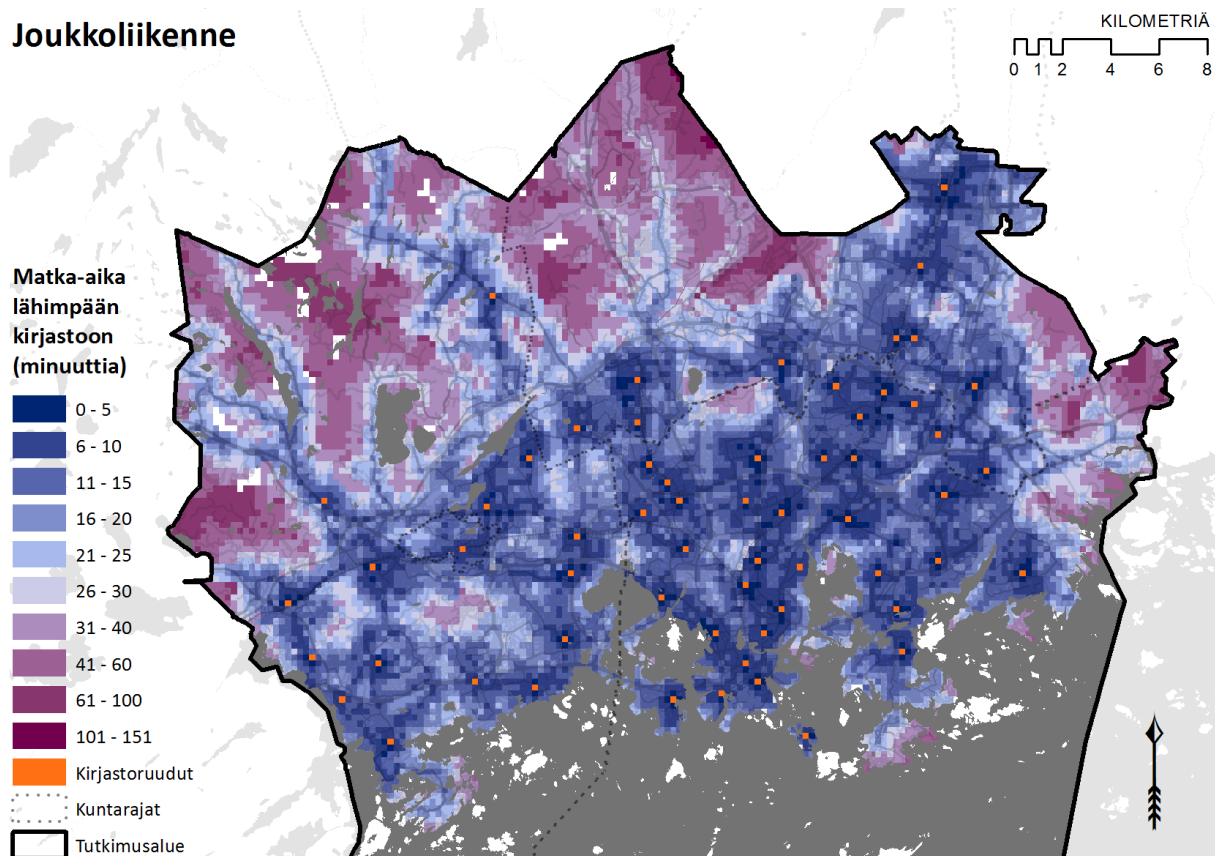 Joukkoliikenne
KILOMETRIÄ
0 1 2 4 6 8
Matka-aika
lähimpään
kirjastoon
(minuuttia)
0 - 5
6 - 10
11 - 15
16 - 20
21 - 25
26 - 30
31 - 40
41 - 60
61 - 100
101 - 151
Kirjastoruudut
Kuntarajat
Tutkimusalue